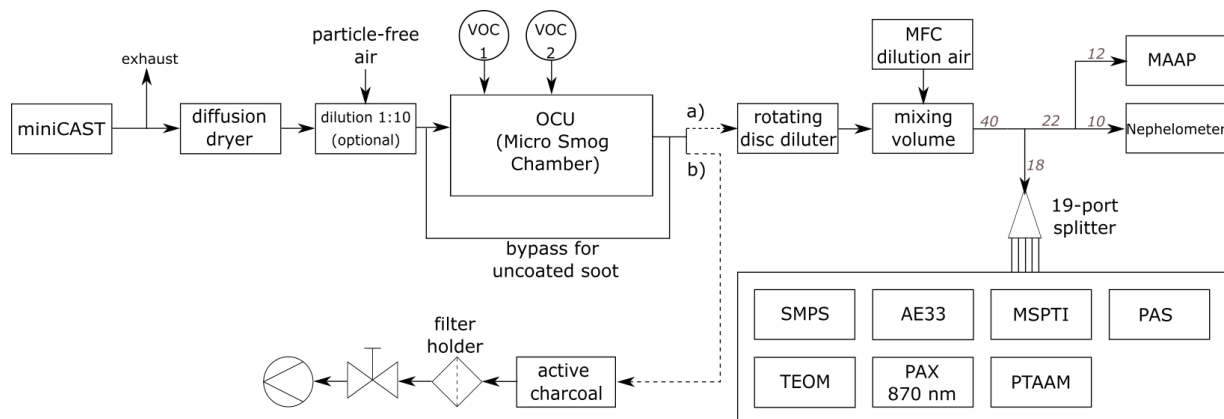 exhaust
miniCAST
diffusion
dryer
particle-free
air
dilution 1:10
(optional)
VOC
1
VOC
2
OCU
(Micro Smog
Chamber)
bypass for
uncoated soot
a)
b)
rotating
disc diluter
MFC
dilution air
mixing
volume
40
22
12
10
18
MAAP
Nephelometer
19-port
splitter
SMPS
AE33
MSPTI
PAS
TEOM
PAX
870 nm
PTAAM
filter
holder
active
charcoal